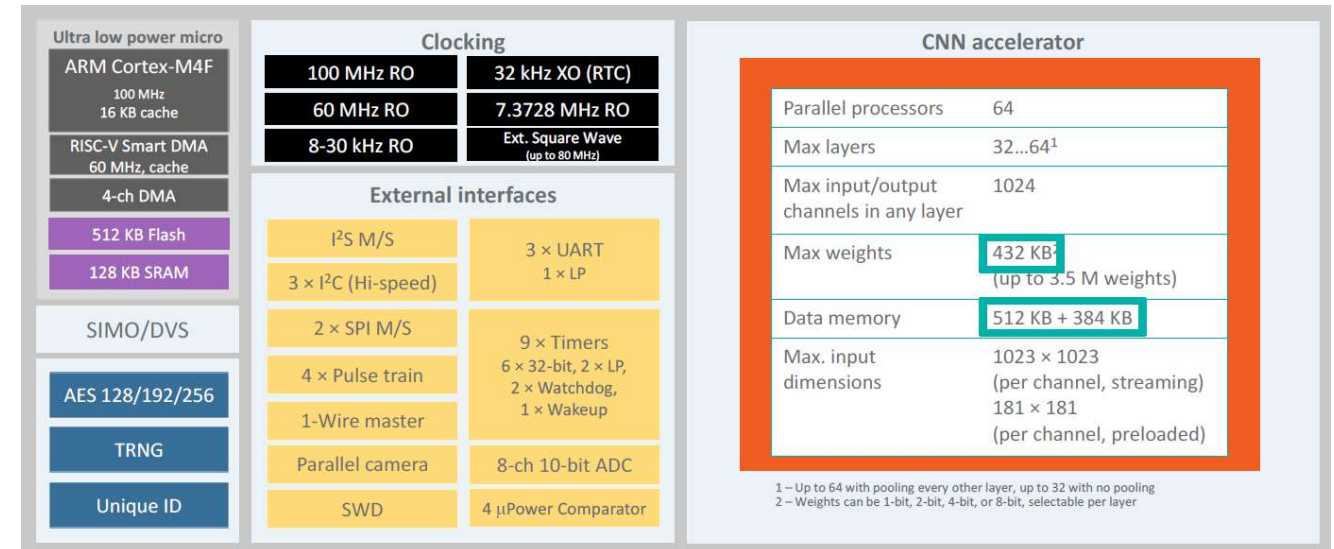 Ultra low power micro
ARM Cortex-M4F
100 MHz
16 KB cache
RISC-V Smart DMA
60 MHz, cache
4-ch DMA
512 KB Flash
128 KB SRAM
SIMO/DVS
AES 128/192/256
TRNG
Unique ID
Clocking
100 MHz RO
32 kHz XO (RTC)
60 MHz RO
7.3728 MHz RO
8-30 kHz RO
Ext. Square Wave
(up to 80 MHz)
External interfaces
I²S M/S
3 × I²C (Hi-speed)
2 × SPI M/S
4 × Pulse train
1-Wire master
Parallel camera
SWD
3 × UART
1 × LP
9 × Timers
6 × 32-bit, 2 × LP,
2 × Watchdog,
1 × Wakeup
8-ch 10-bit ADC
4 µPower Comparator
CNN accelerator
Parallel processors 64
Max layers 32...64¹
Max input/output 1024
channels in any layer
Max weights 432 KB²
(up to 3.5 M weights)
Data memory 512 KB + 384 KB
Max. input 1023 × 1023
dimensions (per channel, streaming)
181 × 181
(per channel, preloaded)
1 – Up to 64 with pooling every other layer, up to 32 with no pooling
2 – Weights can be 1-bit, 2-bit, 4-bit, or 8-bit, selectable per layer